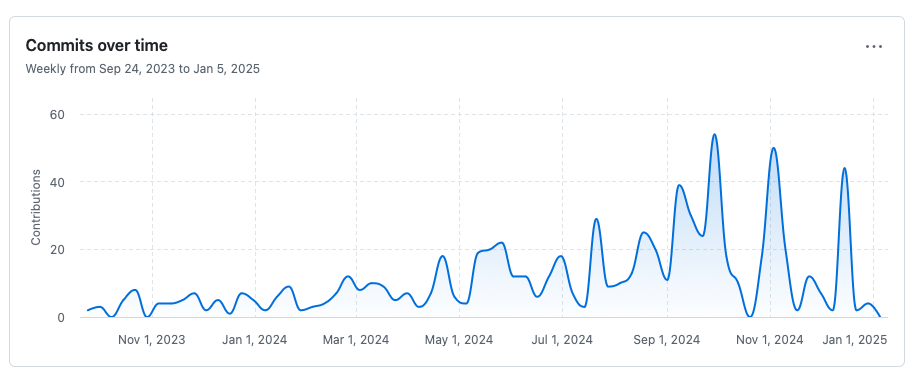 Commits over time
Weekly from Sep 24, 2023 to Jan 5, 2025
60
40
20
0
Contributions
Nov 1, 2023 Jan 1, 2024 Mar 1, 2024 May 1, 2024 Jul 1, 2024 Sep 1, 2024 Nov 1, 2024 Jan 1, 2025